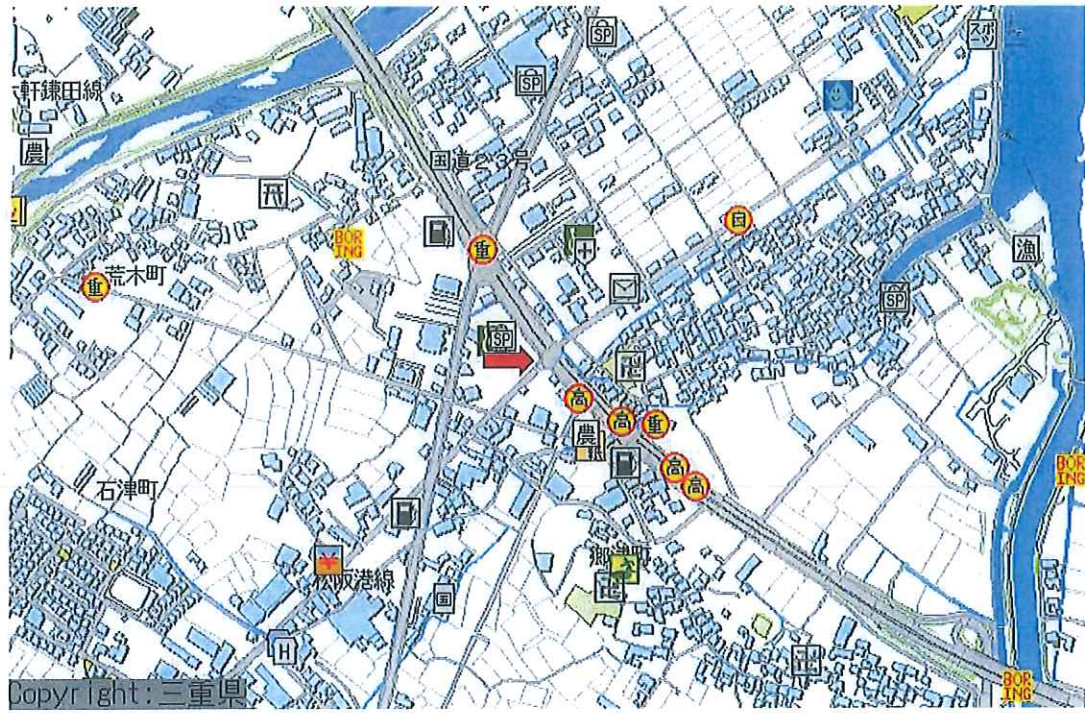 SP
スポ
SP
軒鎌田線
農
国道23号
BOR
ING
重
自
漁
荒木町
重
SP
SP
高
高
重
農
高
高
BOR
ING
石津町
郷津町
松阪港線
H
BOR
ING
Copyright:三重県